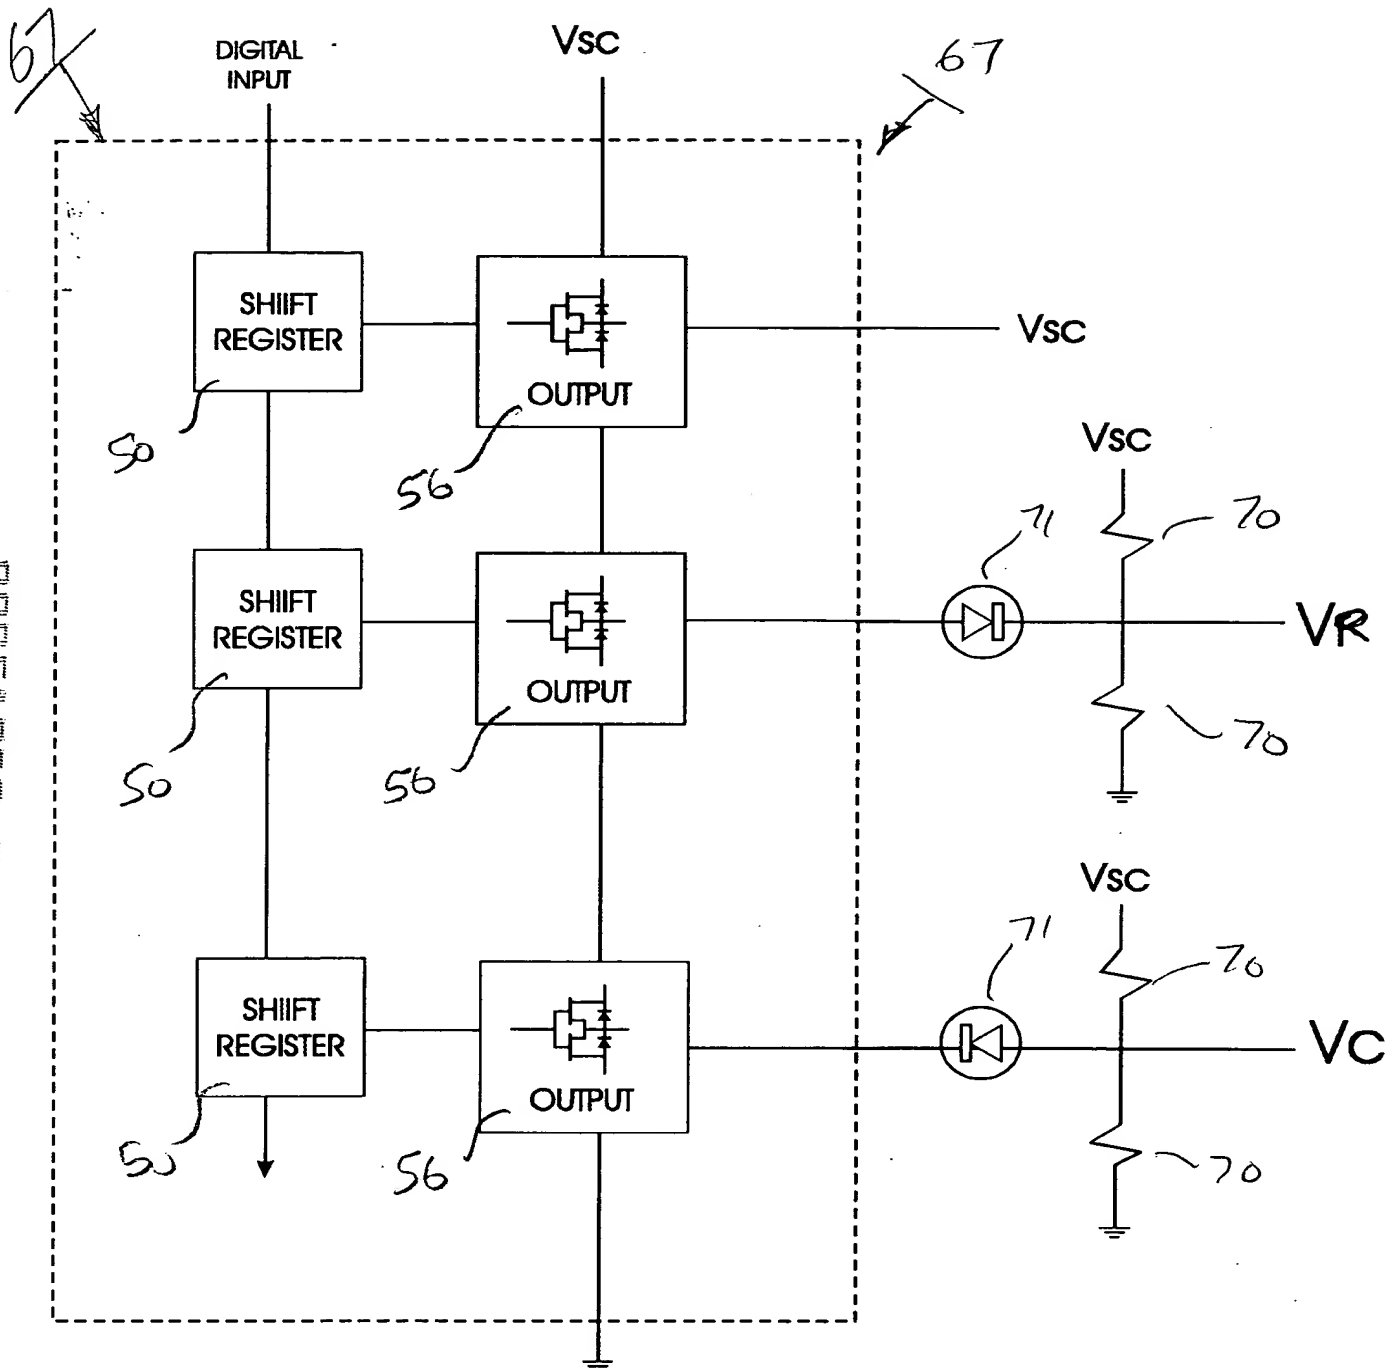 67
DIGITAL
INPUT
Vsc
67
SHIIFT
REGISTER
OUTPUT
Vsc
50
56
Vsc
71
70
SHIIFT
REGISTER
OUTPUT
VR
50
56
70
Vsc
71
70
SHIIFT
REGISTER
OUTPUT
VC
50
56
70